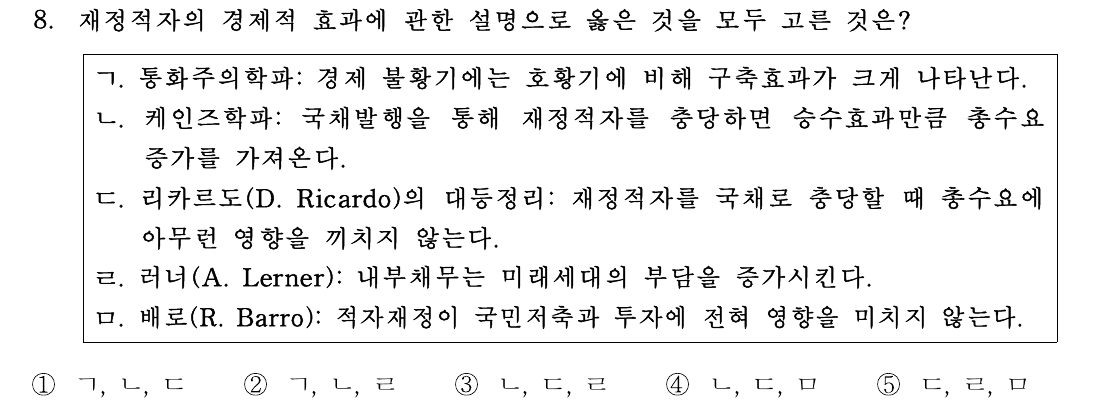 8. 재정적자의 경제적 효과에 관한 설명으로 옳은 것을 모두 고른 것은?
ㄱ. 통화주의학파: 경제 불황기에는 호황기에 비해 구축효과가 크게 나타난다.
ㄴ. 케인즈학파: 국채발행을 통해 재정적자를 충당하면 승수효과만큼 총수요
증가를 가져온다.
ㄷ. 리카르도(D. Ricardo)의 대등정리: 재정적자를 국채로 충당할 때 총수요에
아무런 영향을 끼치지 않는다.
ㄹ. 러너(A. Lerner): 내부채무는 미래세대의 부담을 증가시킨다.
ㅁ. 배로(R. Barro): 적자재정이 국민저축과 투자에 전혀 영향을 미치지 않는다.
① ㄱ, ㄴ, ㄷ ② ㄱ, ㄴ, ㄹ ③ ㄴ, ㄷ, ㄹ ④ ㄴ, ㄷ, ㅁ ⑤ ㄷ, ㄹ, ㅁ